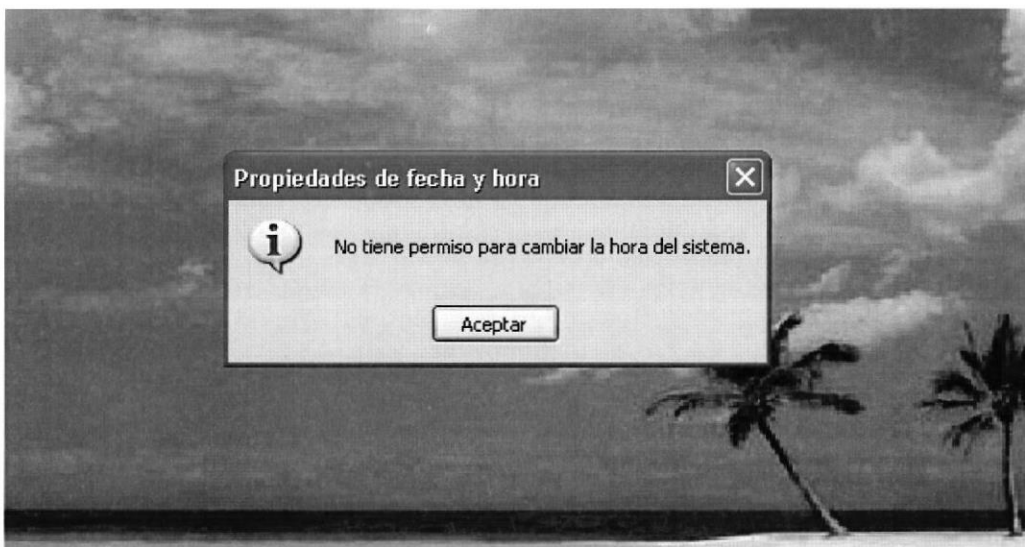 Propiedades de fecha y hora
No tiene permiso para cambiar la hora del sistema.
Aceptar